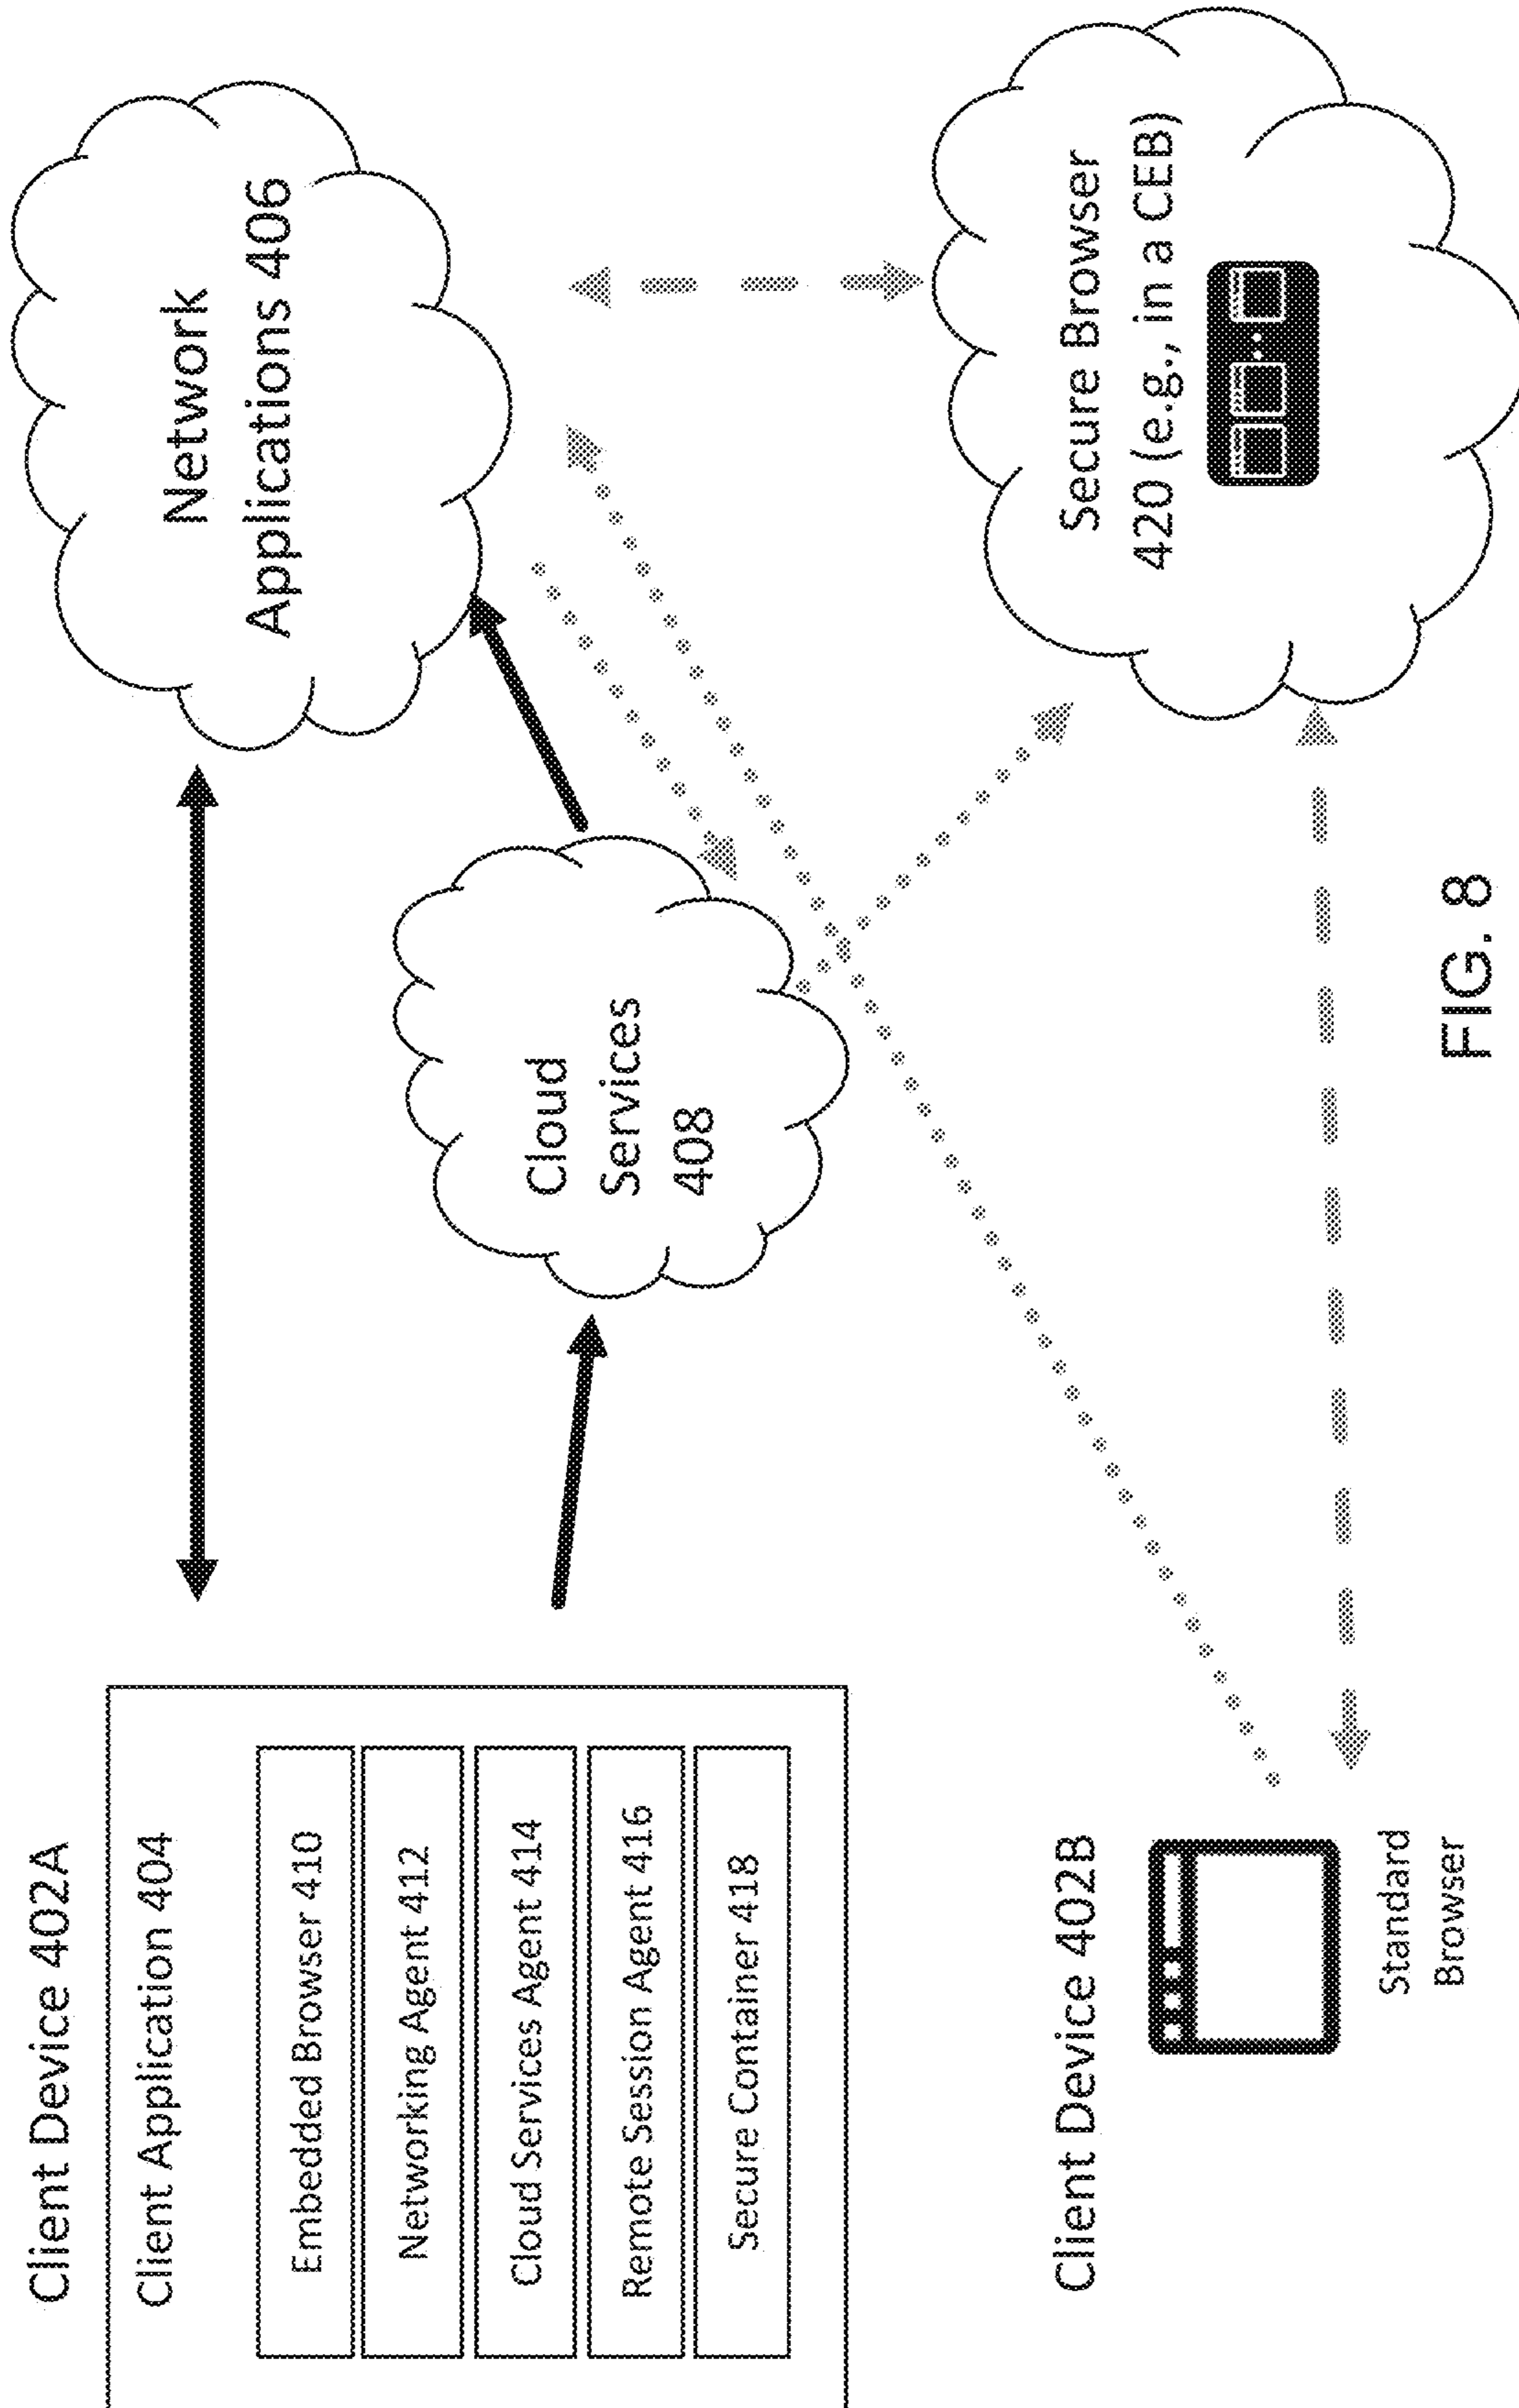 Client Device 402A
Client Application 404
Embedded Browser 410
Networking Agent 412
Cloud Services Agent 414
Remote Session Agent 416
Secure Container 418
Network
Applications 406
Cloud
Services
408
Client Device 402B
Standard
Browser
Secure Browser
420 (e.g., in a CEB)
FIG. 8